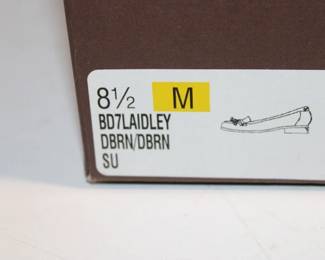 8½ M
BD7LAIDLEY
DBRN/DBRN
SU